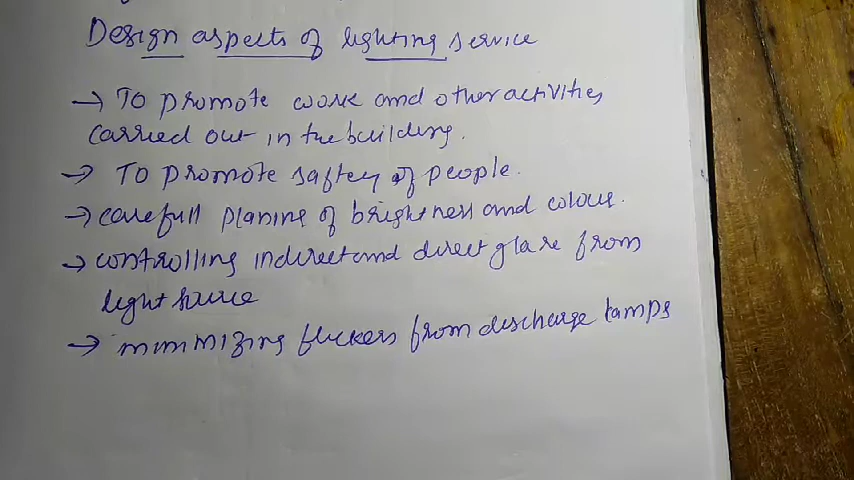 Design aspects of lighting service
→ To promote work and other activities
carried out in the building.
→ To promote saftey of people.
→ carefull planing of brightness and colour.
→ controlling indirect and direct glare from
light source
→ minimizing flickers from discharge lamps